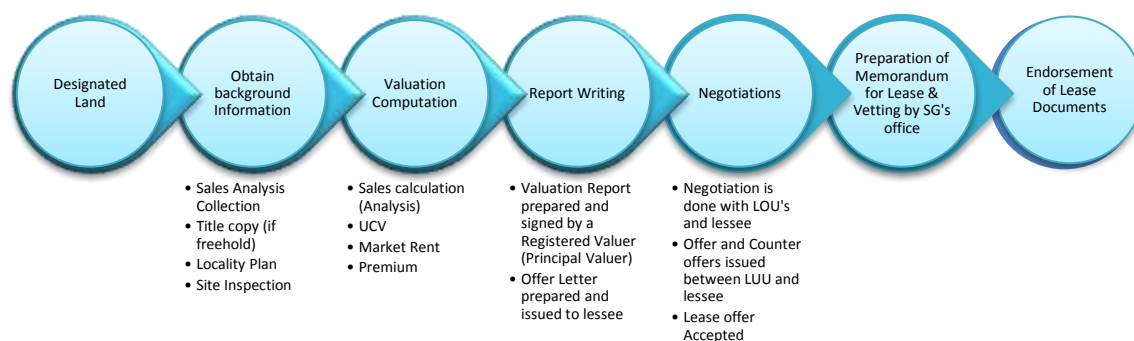 Designated
Land
Obtain
background
Information
Valuation
Computation
Report Writing
Negotiations
Preparation of
Memorandum
for Lease &
Vetting by SG's
office
Endorsement
of Lease
Documents
• Sales Analysis
Collection
• Title copy (if
freehold)
• Locality Plan
• Site Inspection
• Sales calculation
(Analysis)
• UCV
• Market Rent
• Premium
• Valuation Report
prepared and
signed by a
Registered Valuer
(Principal Valuer)
• Offer Letter
prepared and
issued to lessee
• Negotiation is
done with LOU's
and lessee
• Offer and Counter
offers issued
between LUU and
lessee
• Lease offer
Accepted